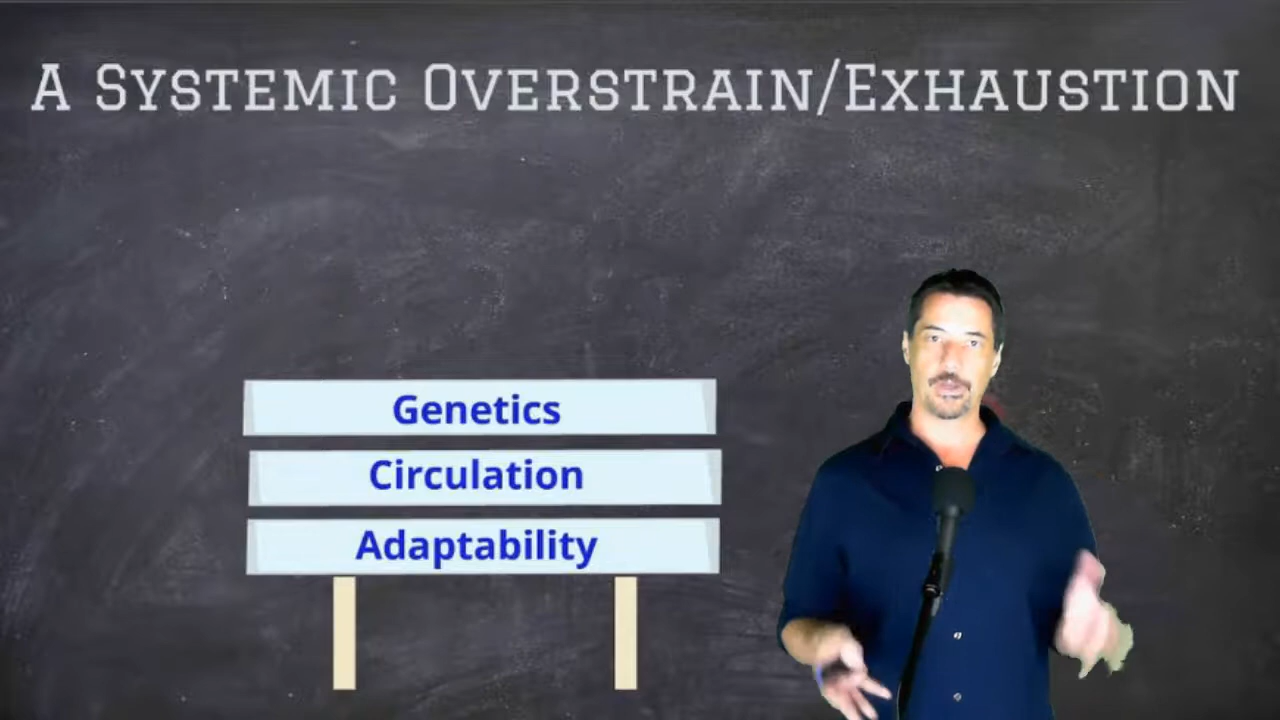 A Systemic Overstrain/Exhaustion
Genetics
Circulation
Adaptability